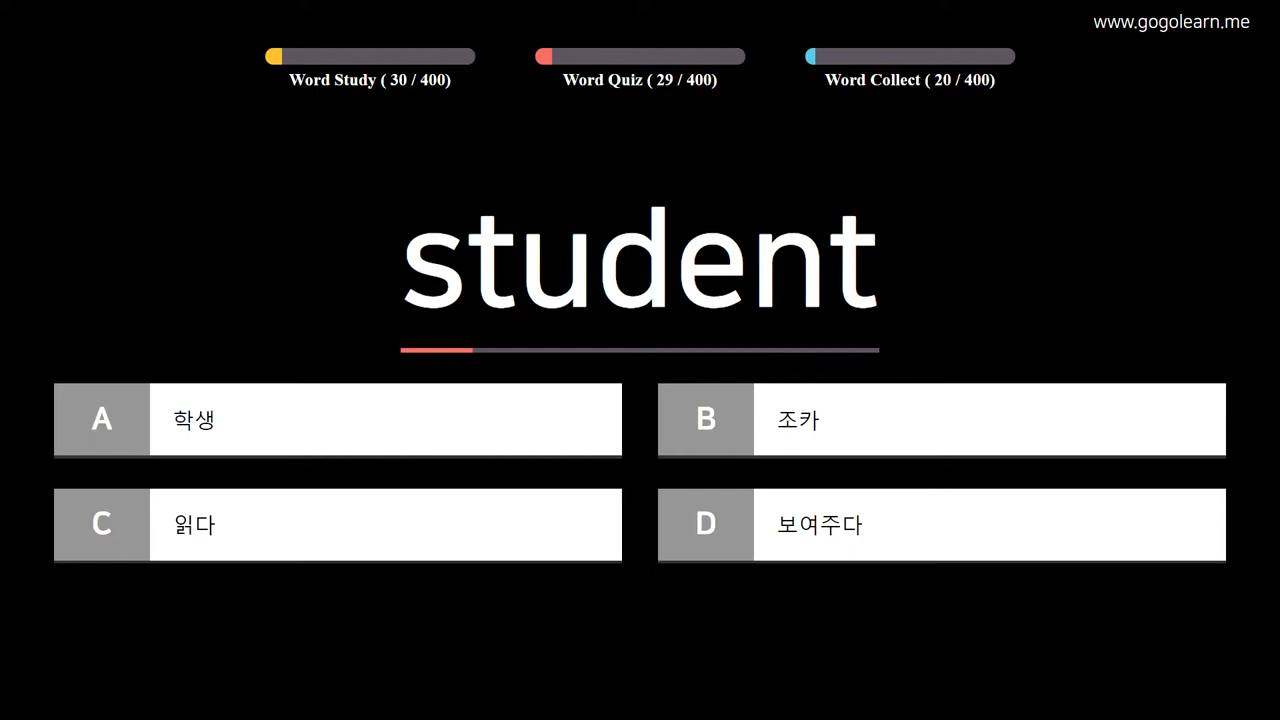 www.gogolearn.me
Word Study ( 30 / 400)
Word Quiz ( 29 / 400)
Word Collect ( 20 / 400)
student
A 학생
B 조카
C 읽다
D 보여주다